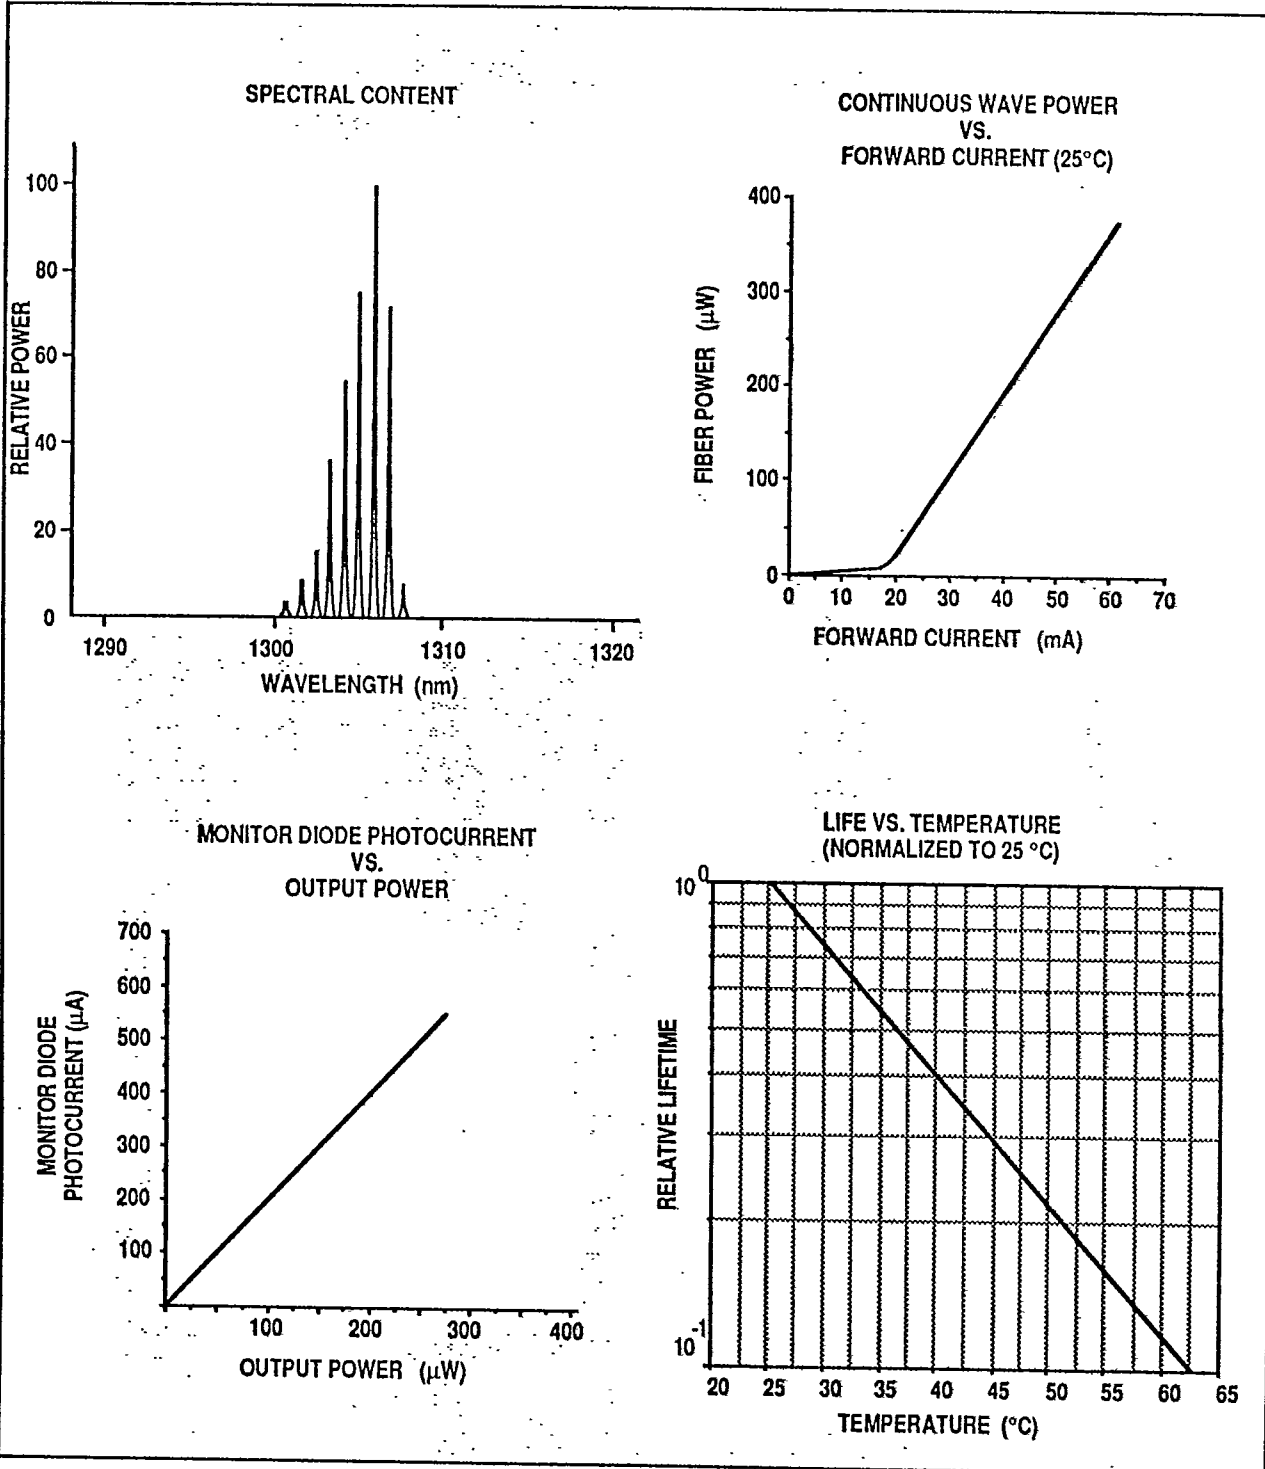 SPECTRAL CONTENT
RELATIVE POWER
100
80
60
40
20
0
1290 1300 1310 1320
WAVELENGTH (nm)
CONTINUOUS WAVE POWER
VS.
FORWARD CURRENT (25°C)
FIBER POWER (µW)
400
300
200
100
0
0 10 20 30 40 50 60 70
FORWARD CURRENT (mA)
MONITOR DIODE PHOTOCURRENT
VS.
OUTPUT POWER
MONITOR DIODE
PHOTOCURRENT (µA)
700
600
500
400
300
200
100
100 200 300 400
OUTPUT POWER (µW)
LIFE VS. TEMPERATURE
(NORMALIZED TO 25 °C)
RELATIVE LIFETIME
10⁰
10⁻¹
20 25 30 35 40 45 50 55 60 65
TEMPERATURE (°C)